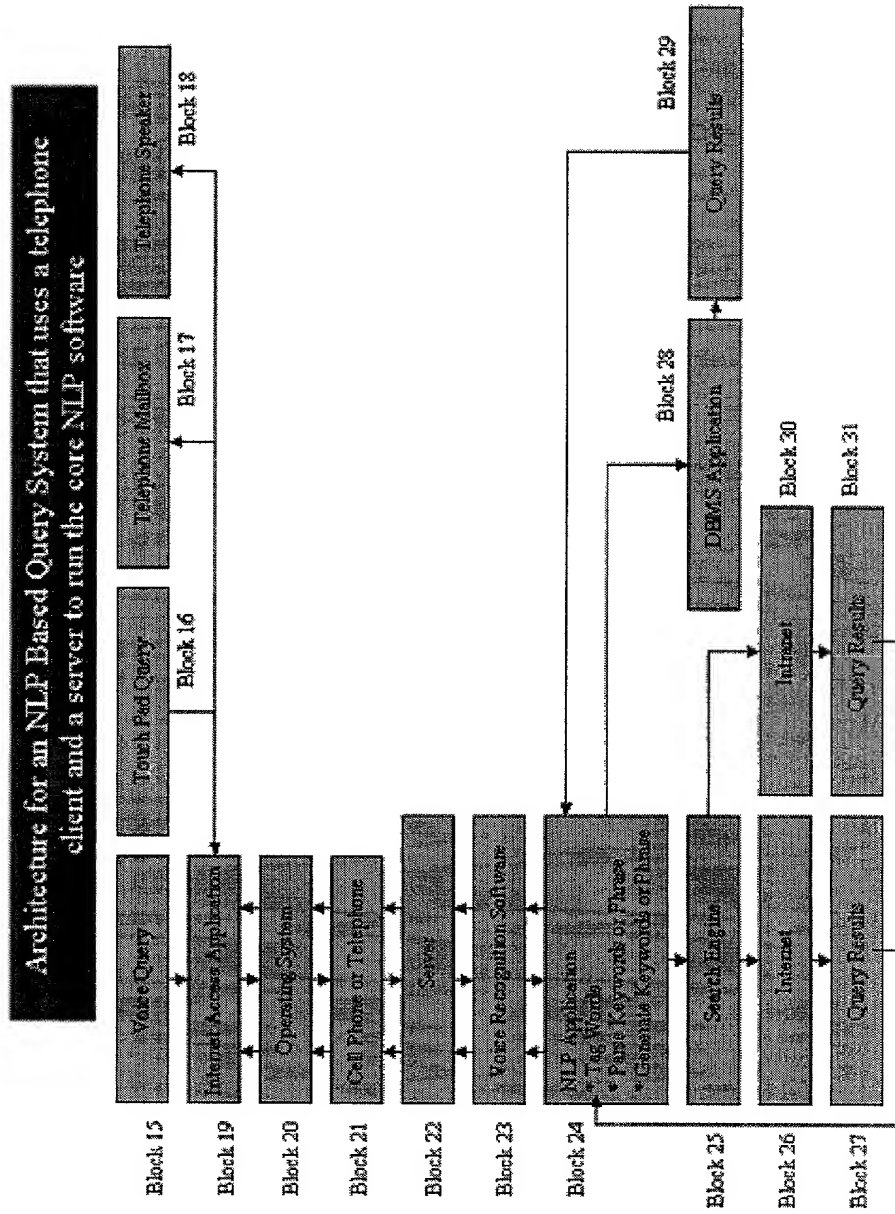 Architecture for an NLP Based Query System that uses a telephone
client and a server to run the core NLP software
Block 15
Voice Query
Touch Pad Query
Block 16
Telephone Mailbox
Block 17
Telephone Speaker
Block 18
Block 19
Internet Access Application
Block 20
Operating System
Block 21
Cell Phone or Telephone
Block 22
Server
Block 23
Voice Recognition Software
Block 24
NLP Application
* Tag Words
* Parse Keywords or Phrase
* Generate Keywords or Phrase
Block 25
Search Engine
DBMS Application
Block 28
Query Results
Block 29
Block 26
Internet
Intranet
Block 30
Block 27
Query Results
Query Results
Block 31